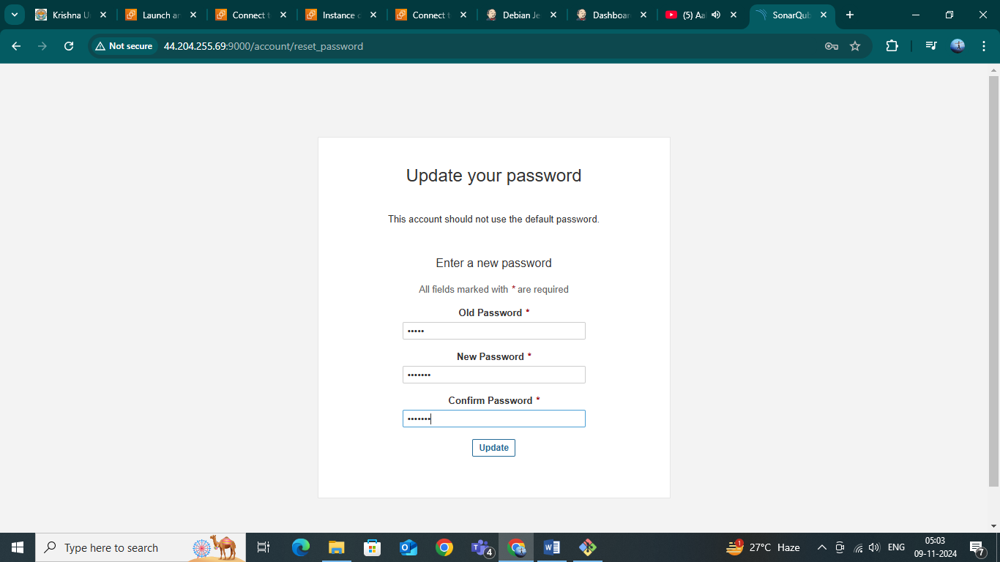 Krishna U
Launch an
Connect t
Instance d
Connect t
Debian Je
Dashboar
(5) Aa
SonarQub
Not secure
44.204.255.69:9000/account/reset_password
Update your password
This account should not use the default password.
Enter a new password
All fields marked with * are required
Old Password *
•••••
New Password *
•••••••
Confirm Password *
•••••••
Update
Type here to search
4
W
1
27°C Haze
ENG
05:03
09-11-2024
7